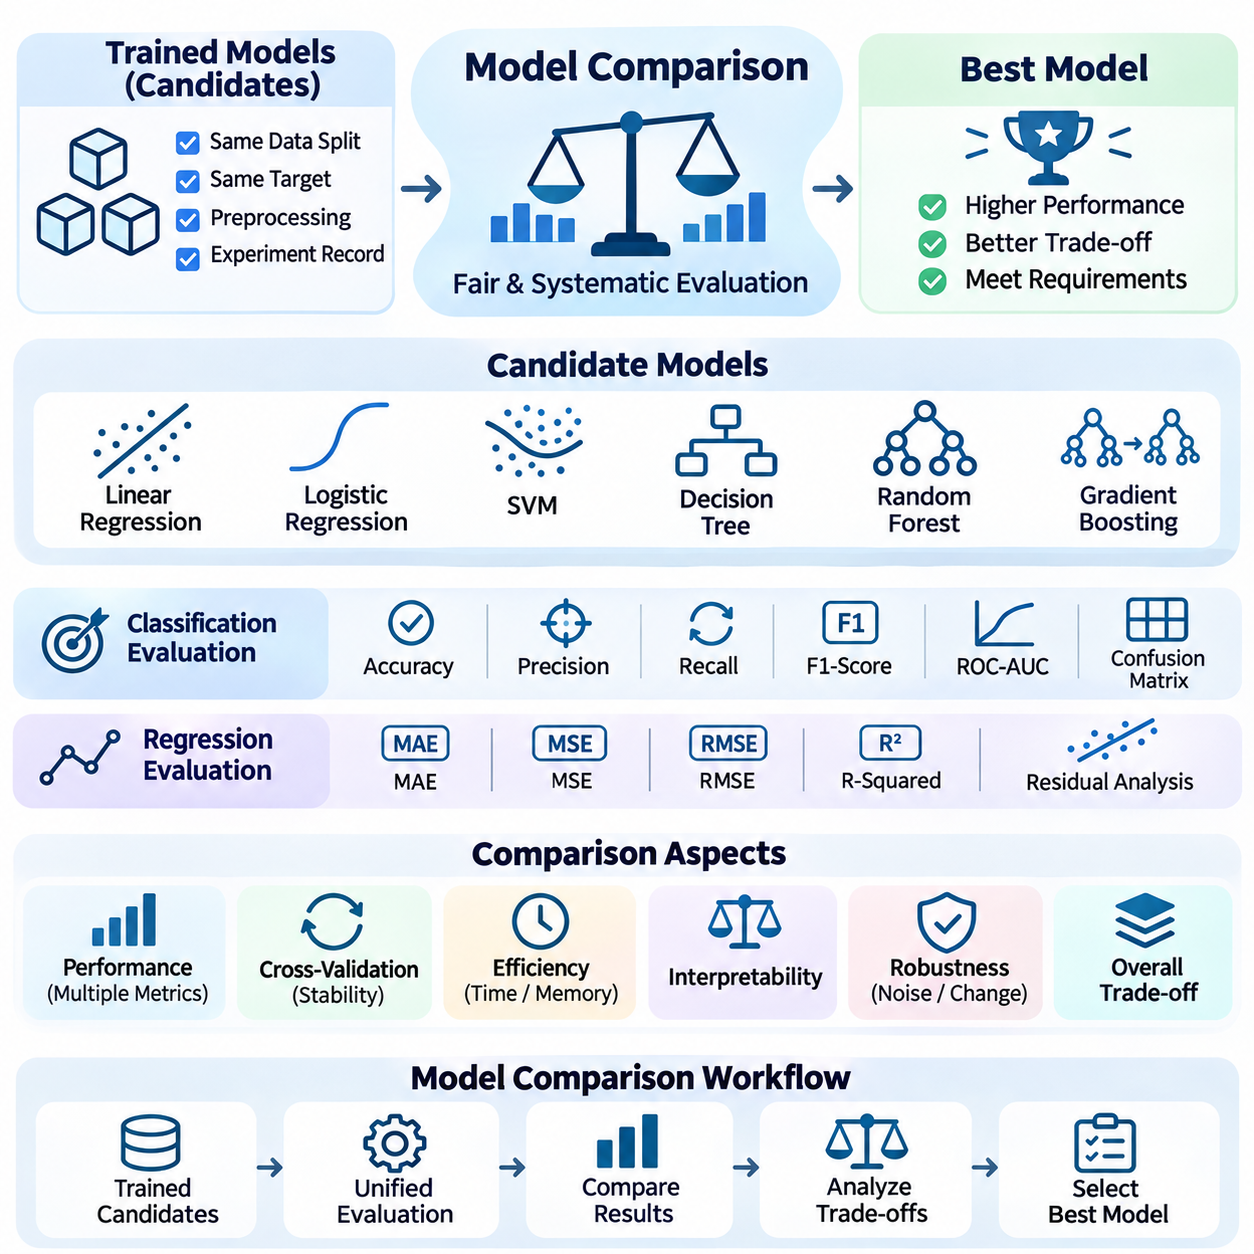 Trained Models
(Candidates)
Same Data Split
Same Target
Preprocessing
Experiment Record
Model Comparison
Fair & Systematic Evaluation
Best Model
Higher Performance
Better Trade-off
Meet Requirements
Candidate Models
Linear
Regression
Logistic
Regression
SVM
Decision
Tree
Random
Forest
Gradient
Boosting
Classification
Evaluation
Accuracy
Precision
Recall
F1
F1-Score
ROC-AUC
Confusion
Matrix
Regression
Evaluation
MAE
MAE
MSE
MSE
RMSE
RMSE
R²
R-Squared
Residual Analysis
Comparison Aspects
Performance
(Multiple Metrics)
Cross-Validation
(Stability)
Efficiency
(Time / Memory)
Interpretability
Robustness
(Noise / Change)
Overall
Trade-off
Model Comparison Workflow
Trained
Candidates
Unified
Evaluation
Compare
Results
Analyze
Trade-offs
Select
Best Model